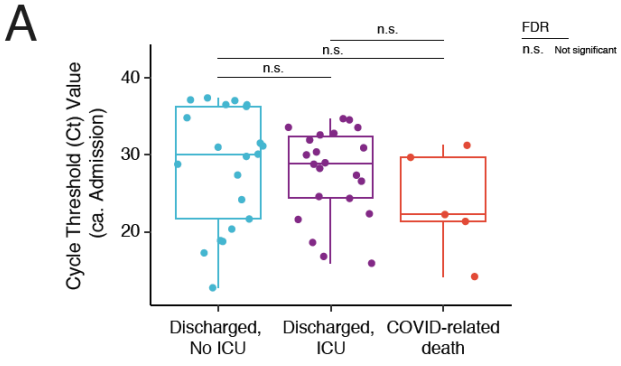 A
n.s.
n.s.
n.s.
FDR
n.s. Not significant
Cycle Threshold (Ct) Value
(ca. Admission)
40
30
20
Discharged,
No ICU
Discharged,
ICU
COVID-related
death